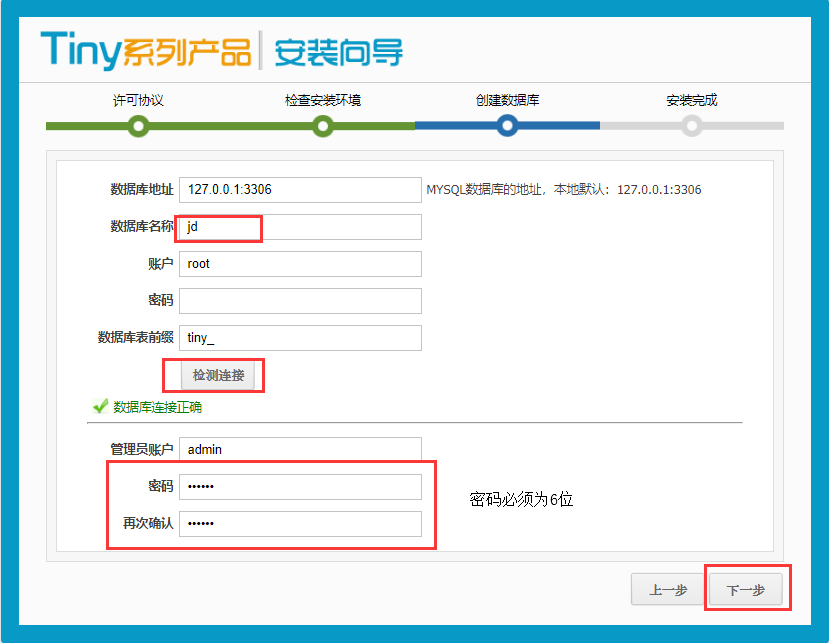 Tiny系列产品 安装向导
许可协议 检查安装环境 创建数据库 安装完成
数据库地址 127.0.0.1:3306 MYSQL数据库的地址，本地默认：127.0.0.1:3306
数据库名称 jd
账户 root
密码
数据库表前缀 tiny_
检测连接
数据库连接正确
管理员账户 admin
密码 ••••••
密码必须为6位
再次确认 ••••••
上一步 下一步